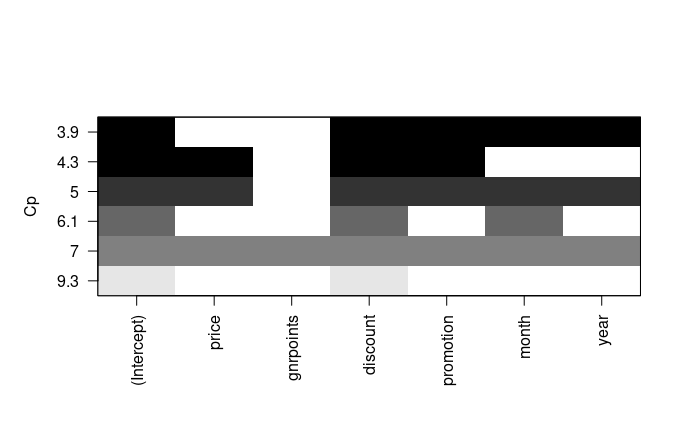 Cp
3.9
4.3
5
6.1
7
9.3
(Intercept)
price
gnrpoints
discount
promotion
month
year